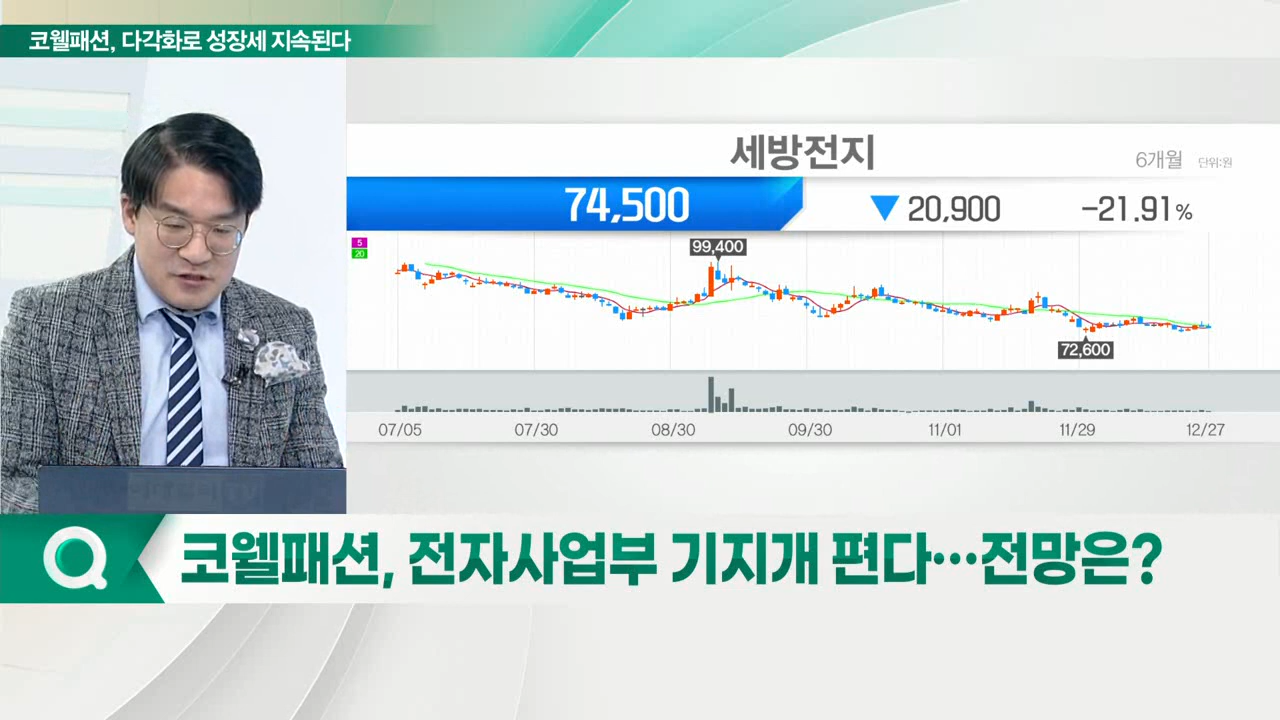 코웰패션, 다각화로 성장세 지속된다
세방전지
6개월 단위:원
74,500 ▼ 20,900 -21.91%
5
20
99,400
72,600
07/05 07/30 08/30 09/30 11/01 11/29 12/27
코웰패션, 전자사업부 기지개 편다…전망은?